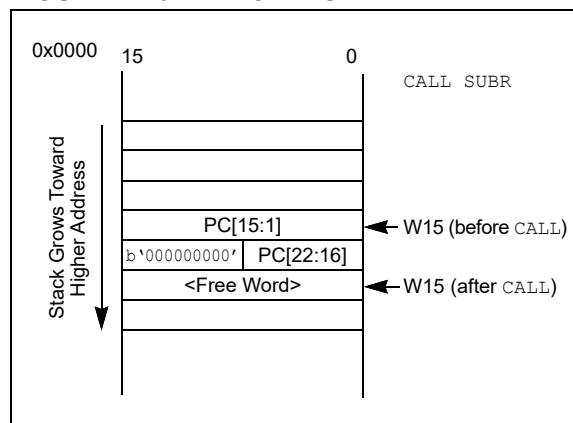 0x0000 15 0
CALL SUBR
Stack Grows Toward
Higher Address
PC[15:1]
W15 (before CALL)
b‘000000000’ PC[22:16]
<Free Word>
W15 (after CALL)